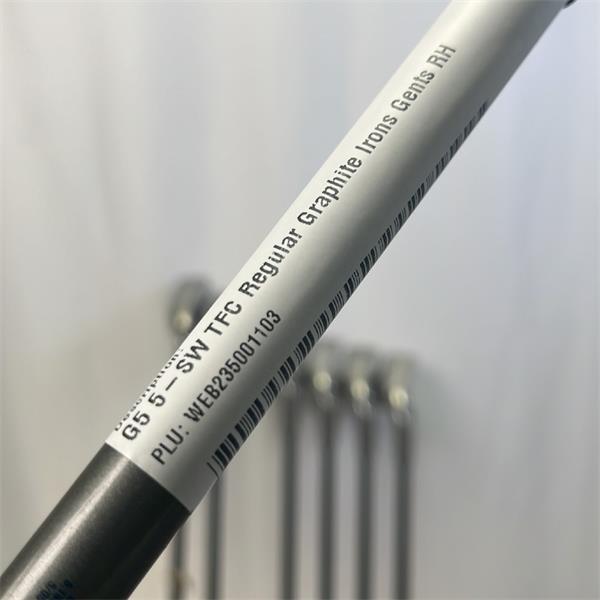 G5 5 – SW TFC Regular Graphite Irons Gents RH
PLU: WEB235001103